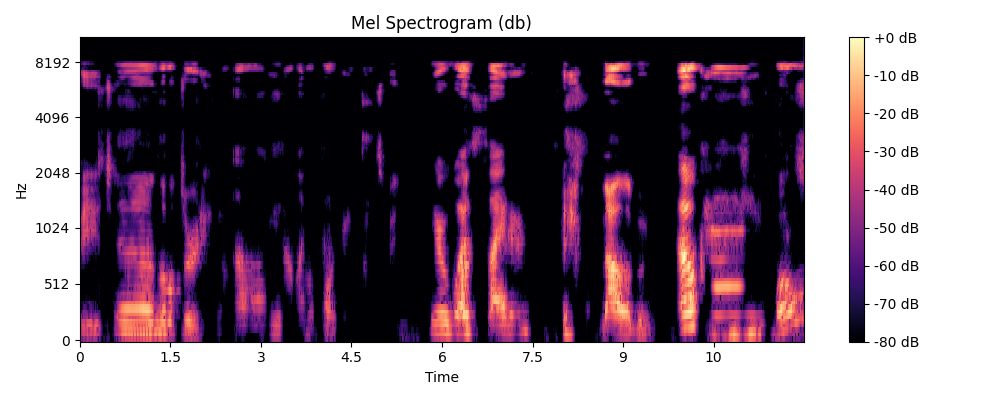 Mel Spectrogram (db)
8192
4096
2048
1024
512
0
Hz
0 1.5 3 4.5 6 7.5 9 10
Time
+0 dB
-10 dB
-20 dB
-30 dB
-40 dB
-50 dB
-60 dB
-70 dB
-80 dB